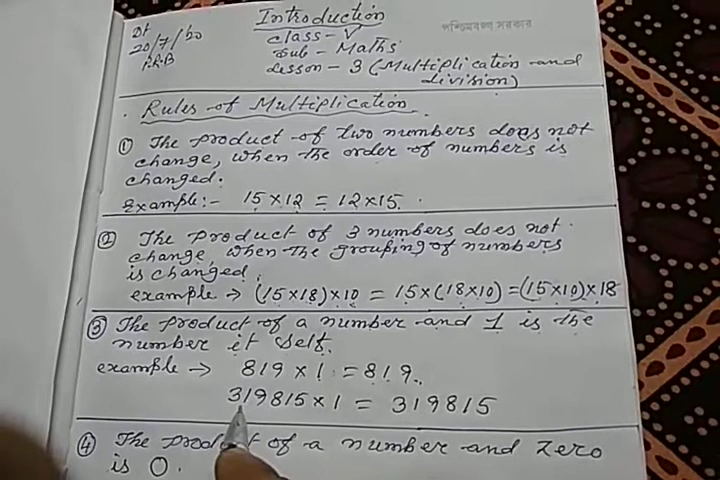 Introduction
পশ্চিমবঙ্গ সরকার
Dt
20/7/20
P.R.B
Class - V
Sub - Maths
Lesson - 3 (Multiplication and
division)
Rules of Multiplication
① The product of two numbers does not
change, when the order of numbers is
changed.
Example:- 15 × 12 = 12 × 15.
② The product of 3 numbers does not
change, when the grouping of numbers
is changed.
example → (15 × 18) × 10 = 15 × (18 × 10) = (15 × 10) × 18
③ The product of a number and 1 is the
number it self.
example → 819 × 1 = 819.
319815 × 1 = 319815
④ The product of a number and zero
is 0.